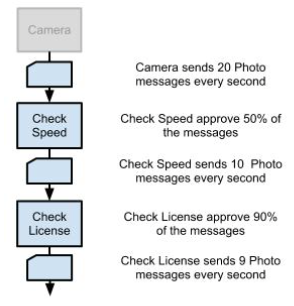 Camera
Camera sends 20 Photo
messages every second
Check
Speed
Check Speed approve 50% of
the messages
Check Speed sends 10 Photo
messages every second
Check
License
Check License approve 90%
of the messages
Check License sends 9 Photo
messages every second